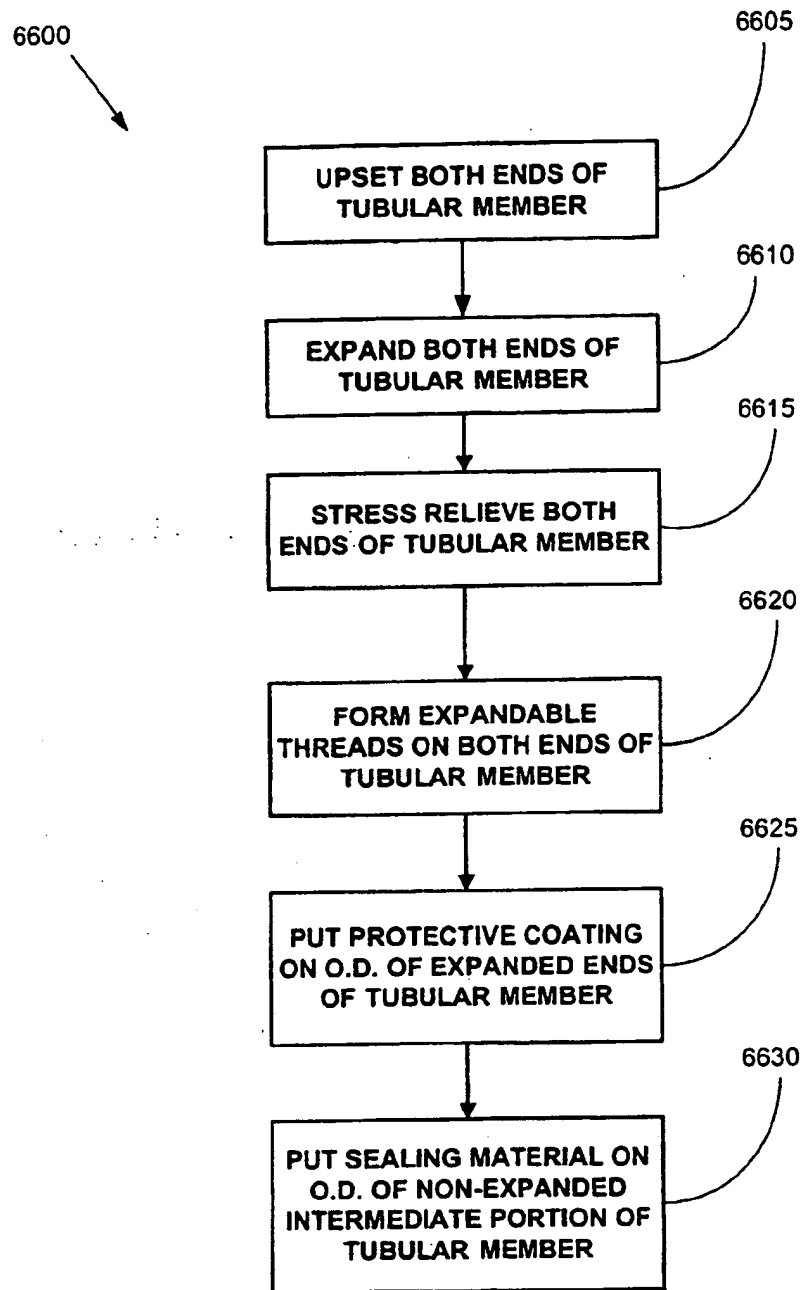 6600
6605
UPSET BOTH ENDS OF
TUBULAR MEMBER
6610
EXPAND BOTH ENDS OF
TUBULAR MEMBER
6615
STRESS RELIEVE BOTH
ENDS OF TUBULAR MEMBER
6620
FORM EXPANDABLE
THREADS ON BOTH ENDS OF
TUBULAR MEMBER
6625
PUT PROTECTIVE COATING
ON O.D. OF EXPANDED ENDS
OF TUBULAR MEMBER
6630
PUT SEALING MATERIAL ON
O.D. OF NON-EXPANDED
INTERMEDIATE PORTION OF
TUBULAR MEMBER